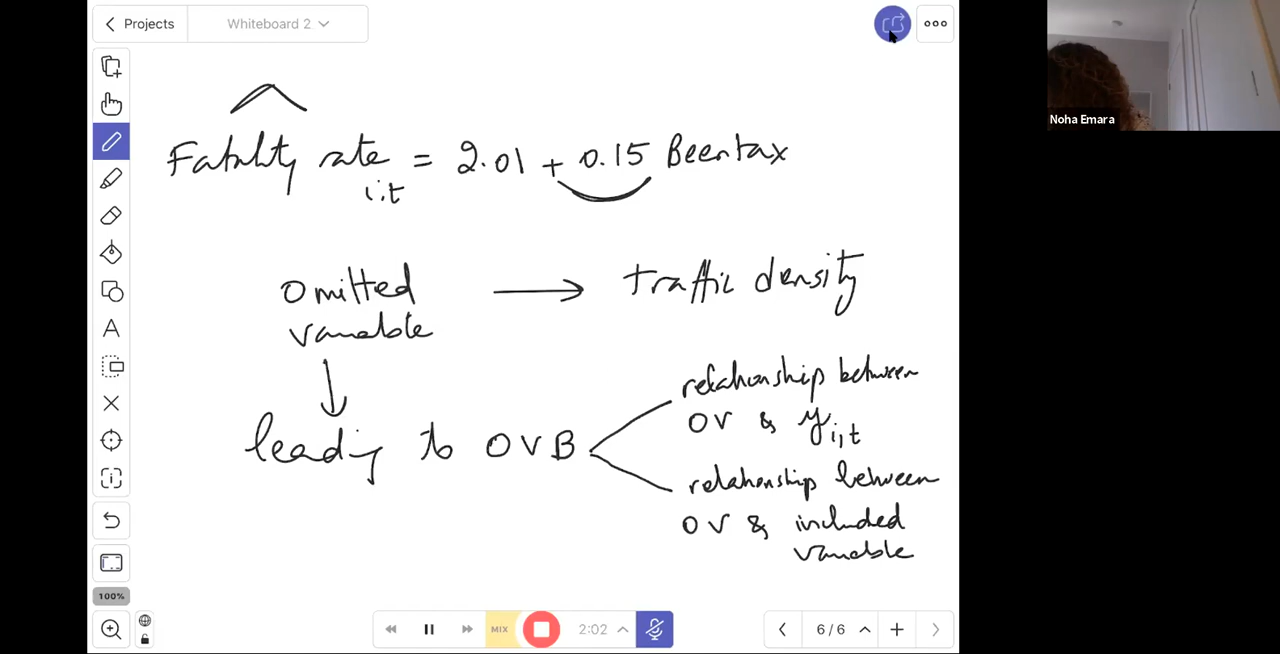 Projects
Whiteboard 2
Noha Emara
Fatality rate i,t = 2.01 + 0.15 Beertax
omitted variable → traffic density
leading to OVB
relationship between
OV & y i,t
relationship between
OV & included
variable
A
100%
MIX
2:02
6/6